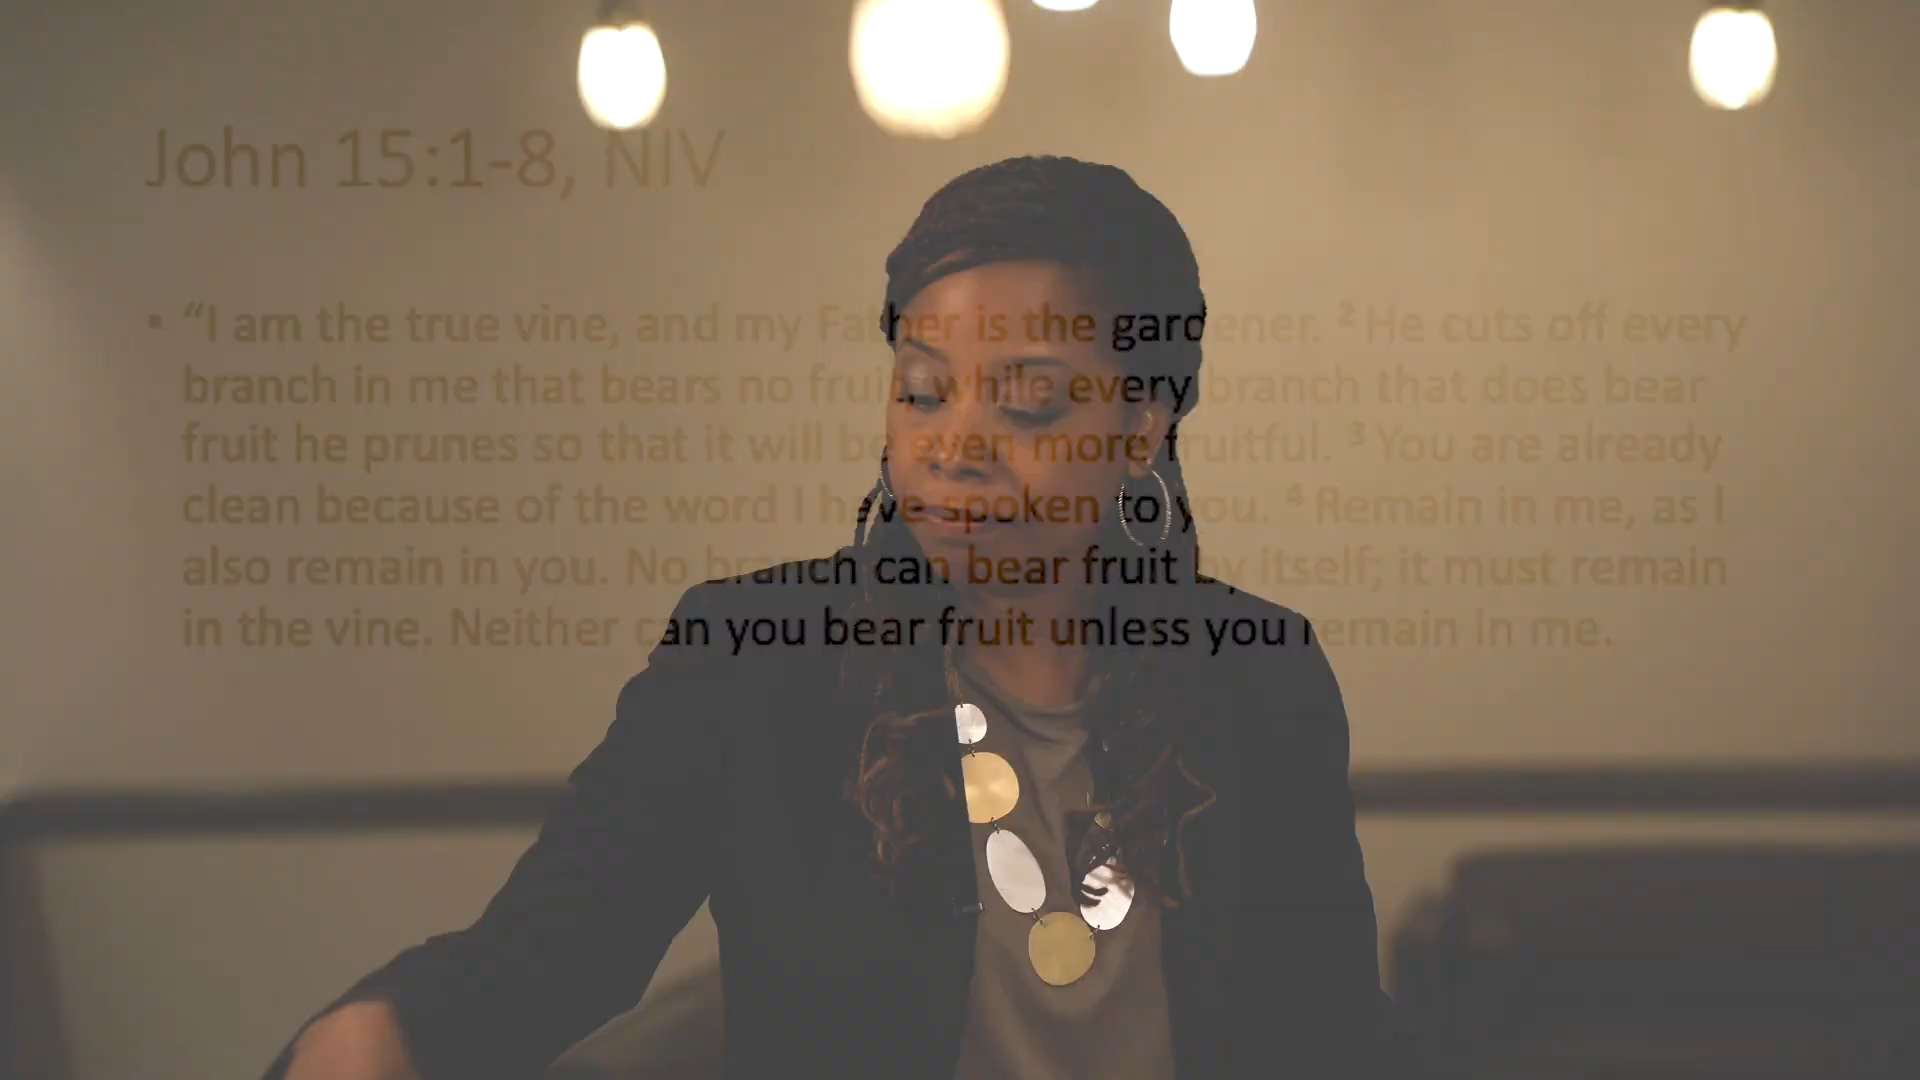 John 15:1-8, NIV
▪ “I am the true vine, and my Father is the gardener. ² He cuts off every
branch in me that bears no fruit, while every branch that does bear
fruit he prunes so that it will be even more fruitful. ³ You are already
clean because of the word I have spoken to you. ⁴ Remain in me, as I
also remain in you. No branch can bear fruit by itself; it must remain
in the vine. Neither can you bear fruit unless you remain in me.